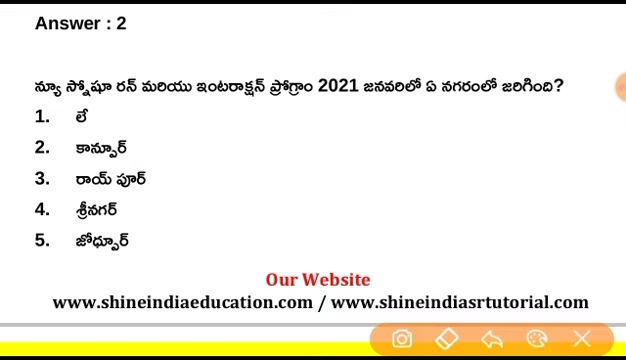 Answer : 2
న్యూ స్నోషూ రన్ మరియు ఇంటరాక్షన్ ప్రోగ్రాం 2021 జనవరిలో ఏ నగరంలో జరిగింది?
1. లే
2. కాన్పూర్
3. రాయ్ పూర్
4. శ్రీనగర్
5. జోధ్పూర్
Our Website
www.shineindiaeducation.com / www.shineindiasrtutorial.com